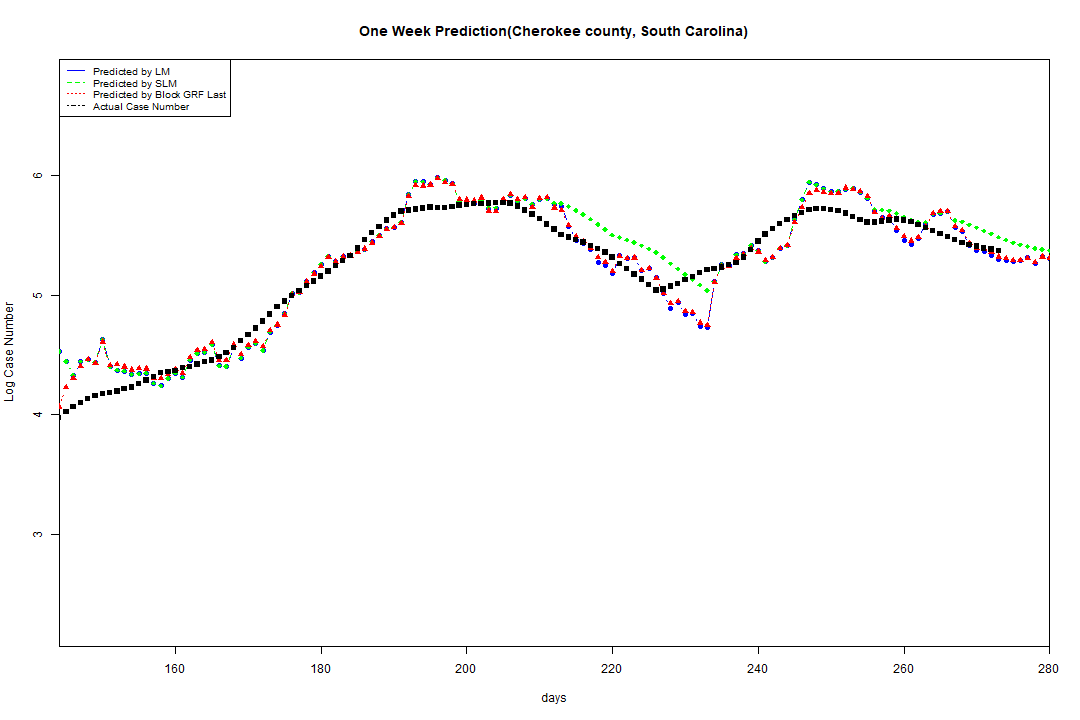 One Week Prediction(Cherokee county, South Carolina)
Predicted by LM
Predicted by SLM
Predicted by Block GRF Last
Actual Case Number
6
5
4
3
Log Case Number
160 180 200 220 240 260 280
days